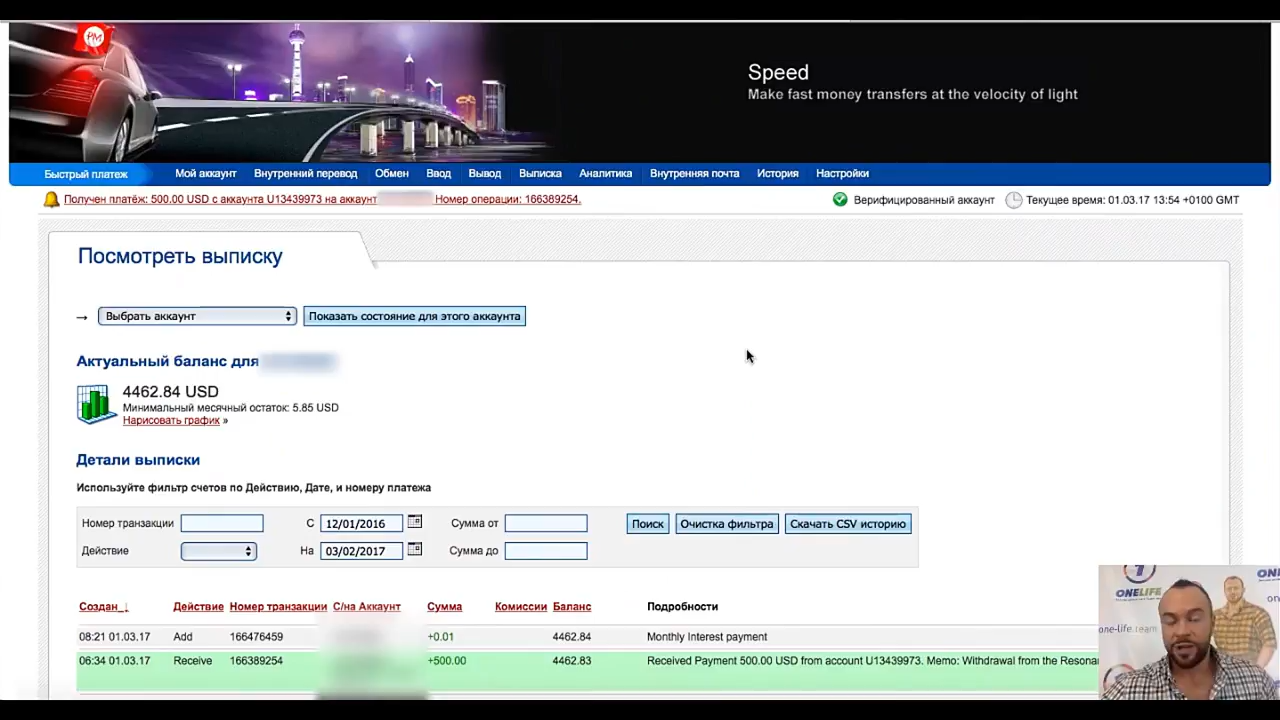 PM
Speed
Make fast money transfers at the velocity of light
Быстрый платеж Мой аккаунт Внутренний перевод Обмен Ввод Вывод Выписка Аналитика Внутренняя почта История Настройки
Получен платёж: 500.00 USD с аккаунта U13439973 на аккаунт Номер операции: 166389254. Верифицированный аккаунт Текущее время: 01.03.17 13:54 +0100 GMT
Посмотреть выписку
→ Выбрать аккаунт Показать состояние для этого аккаунта
Актуальный баланс для
4462.84 USD
Минимальный месячный остаток: 5.85 USD
Нарисовать график »
Детали выписки
Используйте фильтр счетов по Действию, Дате, и номеру платежа
Номер транзакции С 12/01/2016 Сумма от Поиск Очистка фильтра Скачать CSV историю
Действие На 03/02/2017 Сумма до
Создан ↓ Действие Номер транзакции С/на Аккаунт Сумма Комиссии Баланс Подробности
08:21 01.03.17 Add 166476459 +0.01 4462.84 Monthly Interest payment
06:34 01.03.17 Receive 166389254 +500.00 4462.83 Received Payment 500.00 USD from account U13439973. Memo: Withdrawal from the Resona
ONELIFE
one-life.team